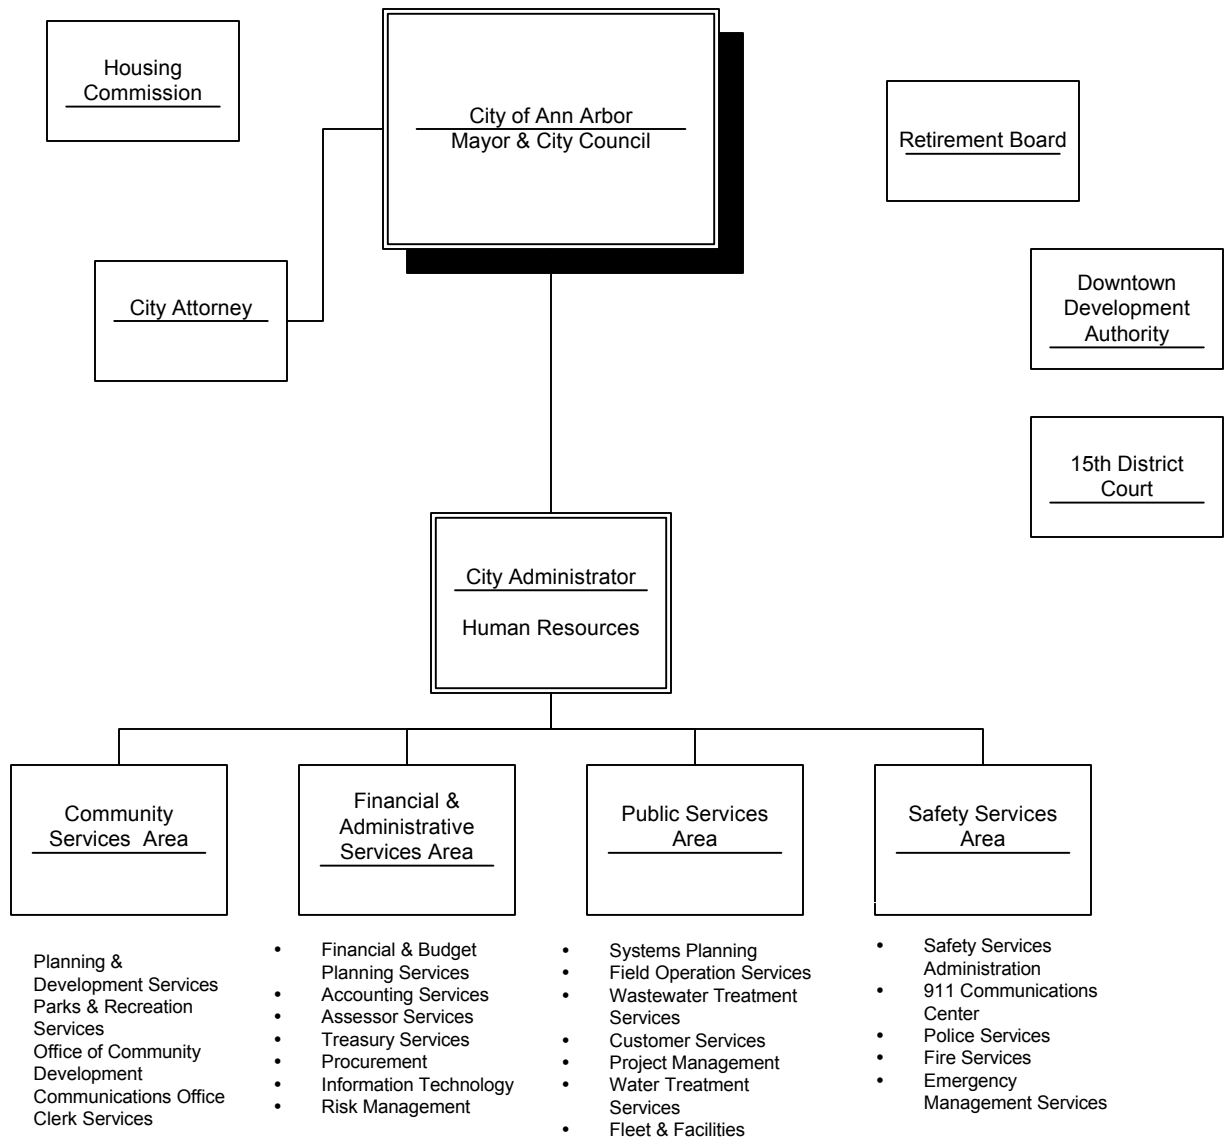 Housing
Commission
City of Ann Arbor
Mayor & City Council
Retirement Board
City Attorney
Downtown
Development
Authority
15th District
Court
City Administrator
Human Resources
Community
Services Area
Financial &
Administrative
Services Area
Public Services
Area
Safety Services
Area
Planning &
Development Services
Parks & Recreation
Services
Office of Community
Development
Communications Office
Clerk Services
• Financial & Budget
Planning Services
• Accounting Services
• Assessor Services
• Treasury Services
• Procurement
• Information Technology
• Risk Management
• Systems Planning
• Field Operation Services
• Wastewater Treatment
Services
• Customer Services
• Project Management
• Water Treatment
Services
• Fleet & Facilities
• Safety Services
Administration
• 911 Communications
Center
• Police Services
• Fire Services
• Emergency
Management Services